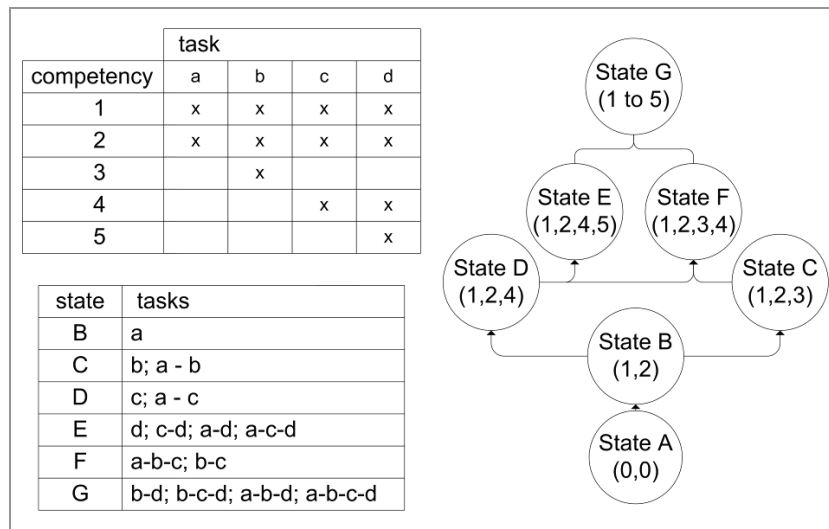 task
competency a b c d
1 x x x x
2 x x x x
3 x
4 x x
5 x
state tasks
B a
C b; a - b
D c; a - c
E d; c-d; a-d; a-c-d
F a-b-c; b-c
G b-d; b-c-d; a-b-d; a-b-c-d
State G
(1 to 5)
State E
(1,2,4,5)
State F
(1,2,3,4)
State D
(1,2,4)
State C
(1,2,3)
State B
(1,2)
State A
(0,0)